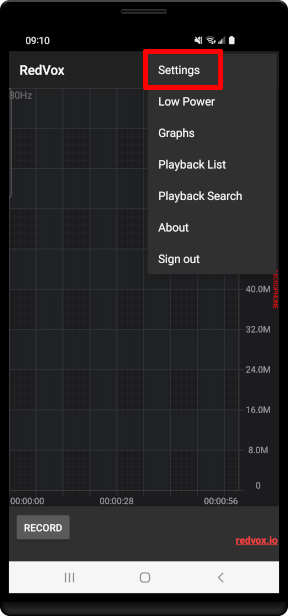 09:10
RedVox
Settings
80Hz
Low Power
Graphs
Playback List
Playback Search
About
Sign out
MICROPHONE
40.0M
32.0M
24.0M
16.0M
8.0M
0
00:00:00
00:00:28
00:00:56
RECORD
redvox.io